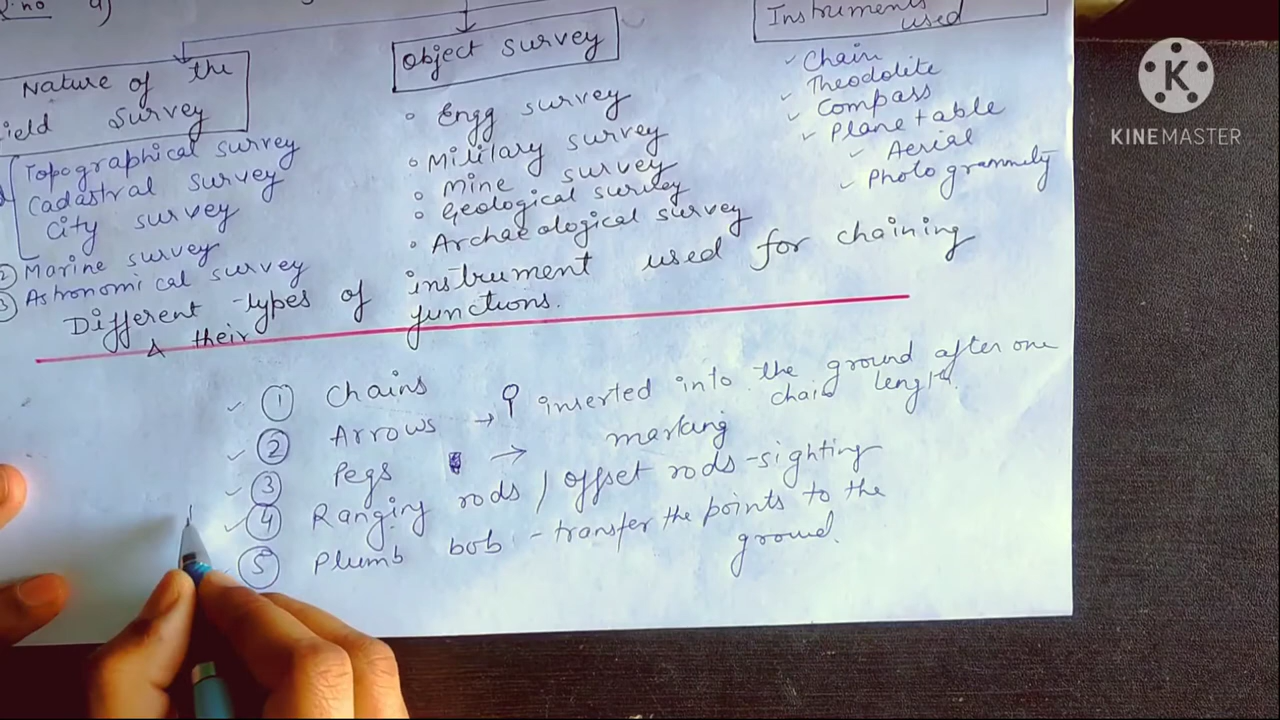 Q.no 9)
Nature of the
ield Survey
Topographical survey
Cadastral survey
City survey
② Marine survey
③ Astronomical survey
Object Survey
• Engg survey
• Military survey
• Mine survey
• Geological survey
• Archaeological survey
Instruments
used
✓ Chain
✓ Theodolite
✓ Compass
✓ Plane table
✓ Aerial
✓ Photogrammety
Different types of instrument used for chaining
& their functions.
✓ ① Chains
✓ ② Arrows → inserted into the ground after one
chain length.
✓ ③ Pegs → marking
✓ ④ Ranging rods / offset rods - sighting
⑤ Plumb bob - transfer the points to the
ground.
K
KINEMASTER